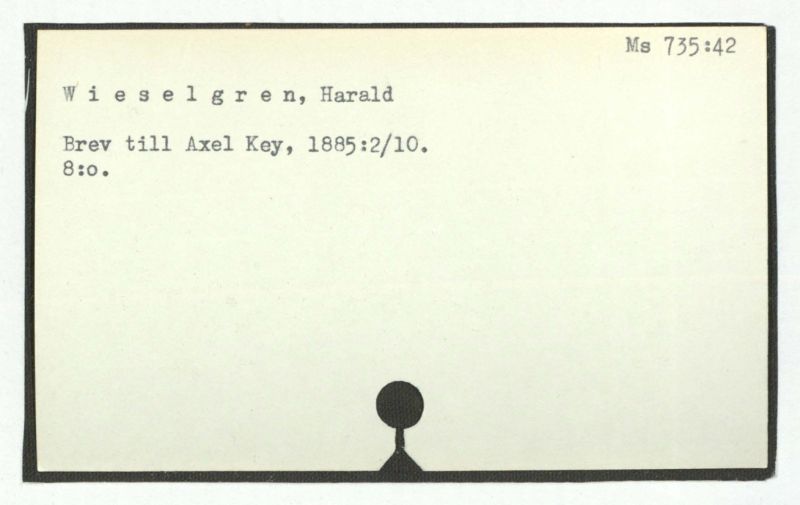 Ms 735:42
W i e s e l g r e n, Harald
Brev till Axel Key, 1885:2/10.
8:o.